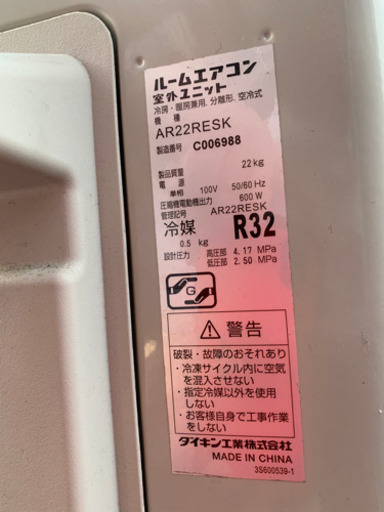 ルームエアコン
室外ユニット
冷房・暖房兼用, 分離形, 空冷式
機 種
AR22RESK
製造番号 C006988
製品質量 22kg
電 源
単相 100V 50/60 Hz
圧縮機電動機出力 600 W
管理記号 AR22RESK
冷媒 R32
0.5 kg
設計圧力 高圧部 4.17 MPa
低圧部 2.50 MPa
G
警告
破裂・故障のおそれあり
・冷凍サイクル内に空気
を混入させない
・指定冷媒以外を使用
しない
・お客様自身で工事作業
をしない
ダイキン工業株式会社
MADE IN CHINA
3S600539-1